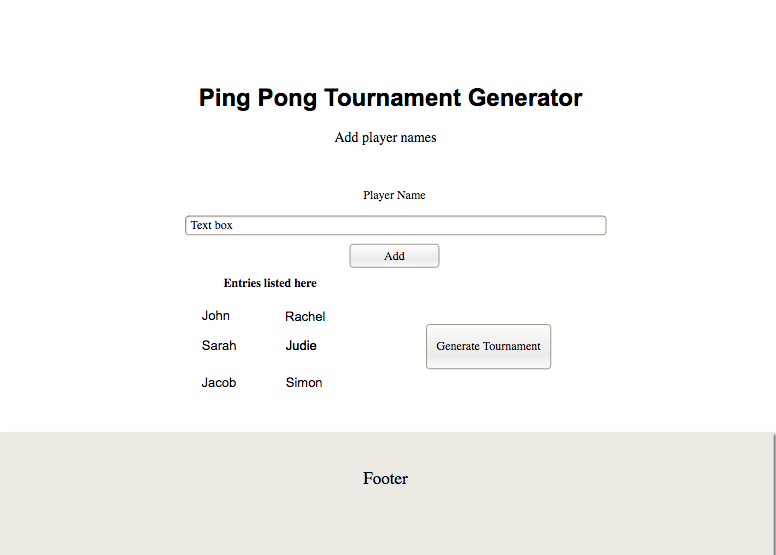 Ping Pong Tournament Generator
Add player names
Player Name
Text box
Add
Entries listed here
John Rachel
Sarah Judie
Generate Tournament
Jacob Simon
Footer